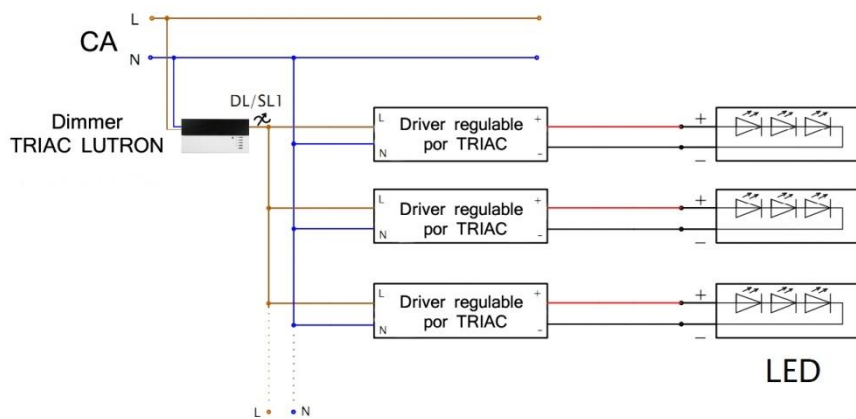 L
CA
N
DL/SL1
Dimmer
TRIAC LUTRON
L
N
Driver regulable
por TRIAC
+
-
+
-
L
N
Driver regulable
por TRIAC
+
-
+
-
L
N
Driver regulable
por TRIAC
+
-
+
-
LED
L
N